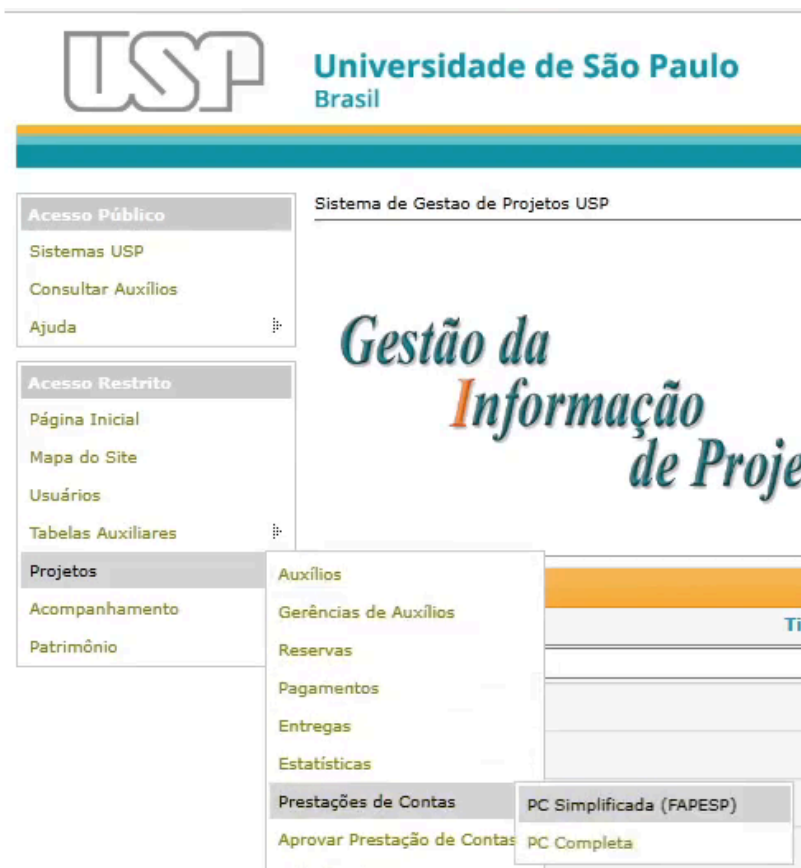 USP
Universidade de São Paulo
Brasil
Acesso Público
Sistemas USP
Consultar Auxílios
Ajuda
Sistema de Gestao de Projetos USP
Gestão da
Informação
de Proje
Acesso Restrito
Página Inicial
Mapa do Site
Usuários
Tabelas Auxiliares
Projetos
Acompanhamento
Patrimônio
Auxílios
Gerências de Auxílios
Reservas
Pagamentos
Entregas
Estatísticas
Prestações de Contas
Aprovar Prestação de Contas
PC Simplificada (FAPESP)
PC Completa
Ti